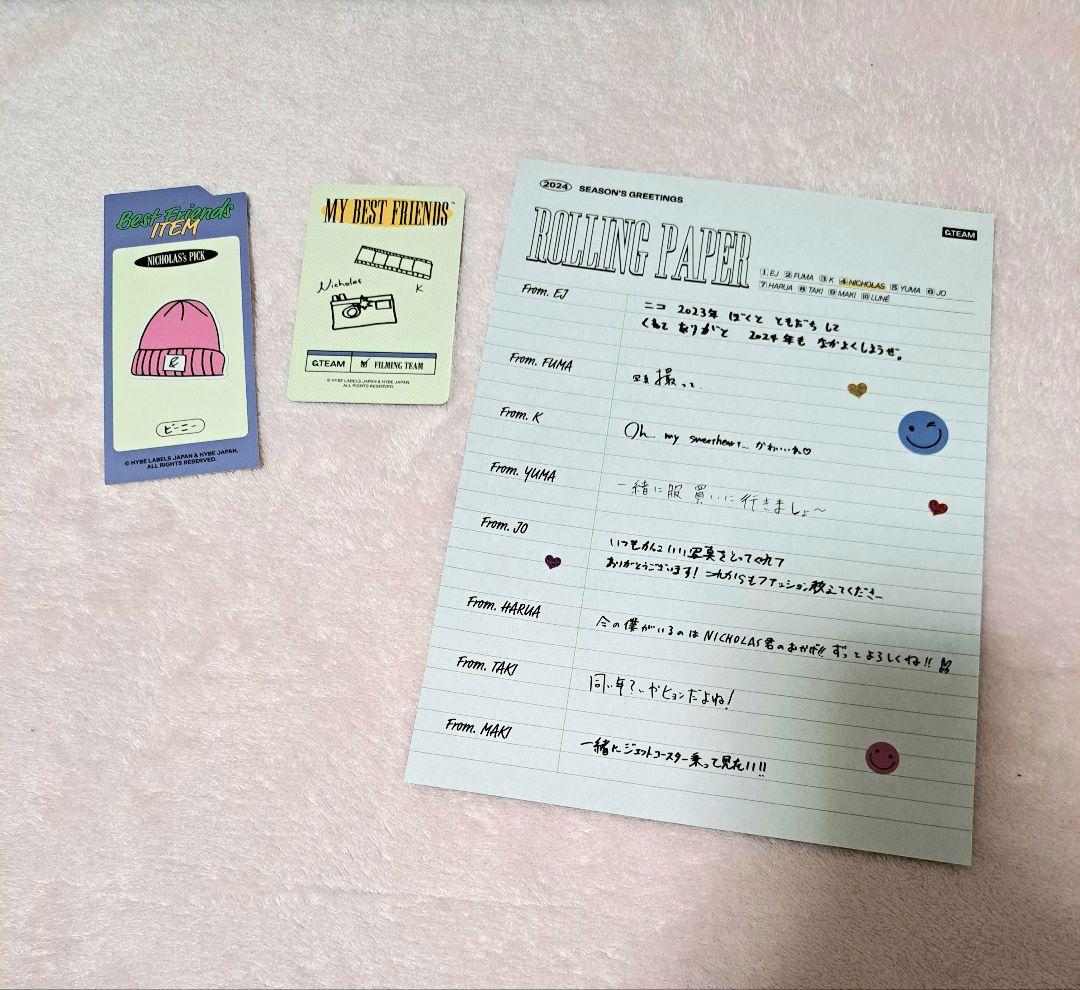 Best Friends
ITEM
NICHOLAS's PICK
&
ビーニー
© HYBE LABELS JAPAN & HYBE JAPAN.
ALL RIGHTS RESERVED.
MY BEST FRIENDS™
Nicholas
K
&TEAM FILMING TEAM
© HYBE LABELS JAPAN & HYBE JAPAN
ALL RIGHTS RESERVED.
2024 SEASON'S GREETINGS
&TEAM
ROLLING PAPER
1 EJ 2 FUMA 3 K 4 NICHOLAS 5 YUMA 6 JO
7 HARUA 8 TAKI 9 MAKI 10 LUNÉ
From. EJ
ニコ 2023年 ぼくと ともだち して
くれて ありがと 2024年も なかよくしようぜ。
From. FUMA
写真 撮って.
From. K
Oh_ my sweetheart_ かわいいね♡
From. YUMA
一緒に服買いに行きましょ〜
From. JO
いつもかっこいい写真をとってくれて
ありがとうございます! これからもファッション教えてください
From. HARUA
今の僕がいるのはNICHOLAS君のおかげ!! ずっとよろしくね!!
From. TAKI
同い年 ヒョンだよね!
From. MAKI
一緒にジェットコースター乗って見たい!!